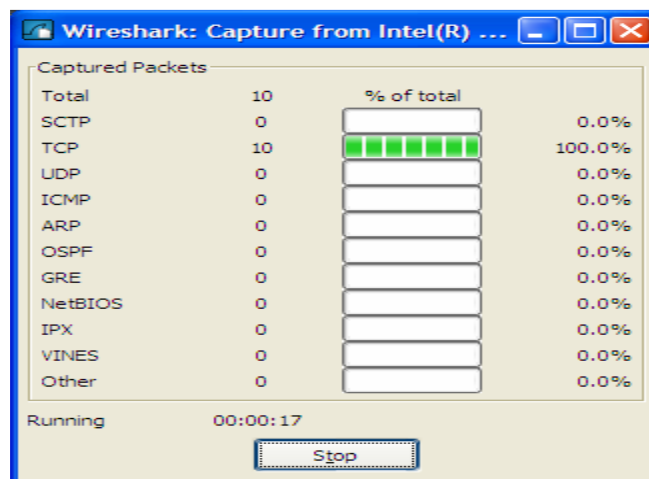 Wireshark: Capture from Intel(R) ...
Captured Packets
Total 10 % of total
SCTP 0 0.0%
TCP 10 100.0%
UDP 0 0.0%
ICMP 0 0.0%
ARP 0 0.0%
OSPF 0 0.0%
GRE 0 0.0%
NetBIOS 0 0.0%
IPX 0 0.0%
VINES 0 0.0%
Other 0 0.0%
Running 00:00:17
Stop